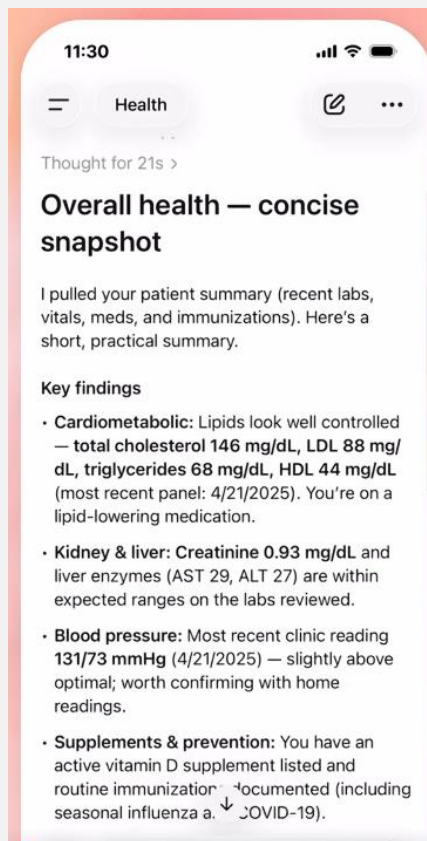 11:30
Health
Thought for 21s >
Overall health — concise
snapshot
I pulled your patient summary (recent labs,
vitals, meds, and immunizations). Here's a
short, practical summary.
Key findings
• Cardiometabolic: Lipids look well controlled
— total cholesterol 146 mg/dL, LDL 88 mg/
dL, triglycerides 68 mg/dL, HDL 44 mg/dL
(most recent panel: 4/21/2025). You're on a
lipid-lowering medication.
• Kidney & liver: Creatinine 0.93 mg/dL and
liver enzymes (AST 29, ALT 27) are within
expected ranges on the labs reviewed.
• Blood pressure: Most recent clinic reading
131/73 mmHg (4/21/2025) — slightly above
optimal; worth confirming with home
readings.
• Supplements & prevention: You have an
active vitamin D supplement listed and
routine immunization documented (including
seasonal influenza a. COVID-19).